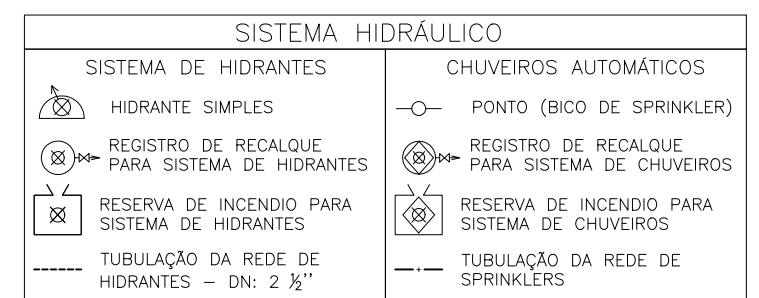 SISTEMA HIDRÁULICO
SISTEMA DE HIDRANTES
HIDRANTE SIMPLES
REGISTRO DE RECALQUE
PARA SISTEMA DE HIDRANTES
RESERVA DE INCENDIO PARA
SISTEMA DE HIDRANTES
TUBULAÇÃO DA REDE DE
HIDRANTES – DN: 2 ½''
CHUVEIROS AUTOMÁTICOS
PONTO (BICO DE SPRINKLER)
REGISTRO DE RECALQUE
PARA SISTEMA DE CHUVEIROS
RESERVA DE INCENDIO PARA
SISTEMA DE CHUVEIROS
TUBULAÇÃO DA REDE DE
SPRINKLERS